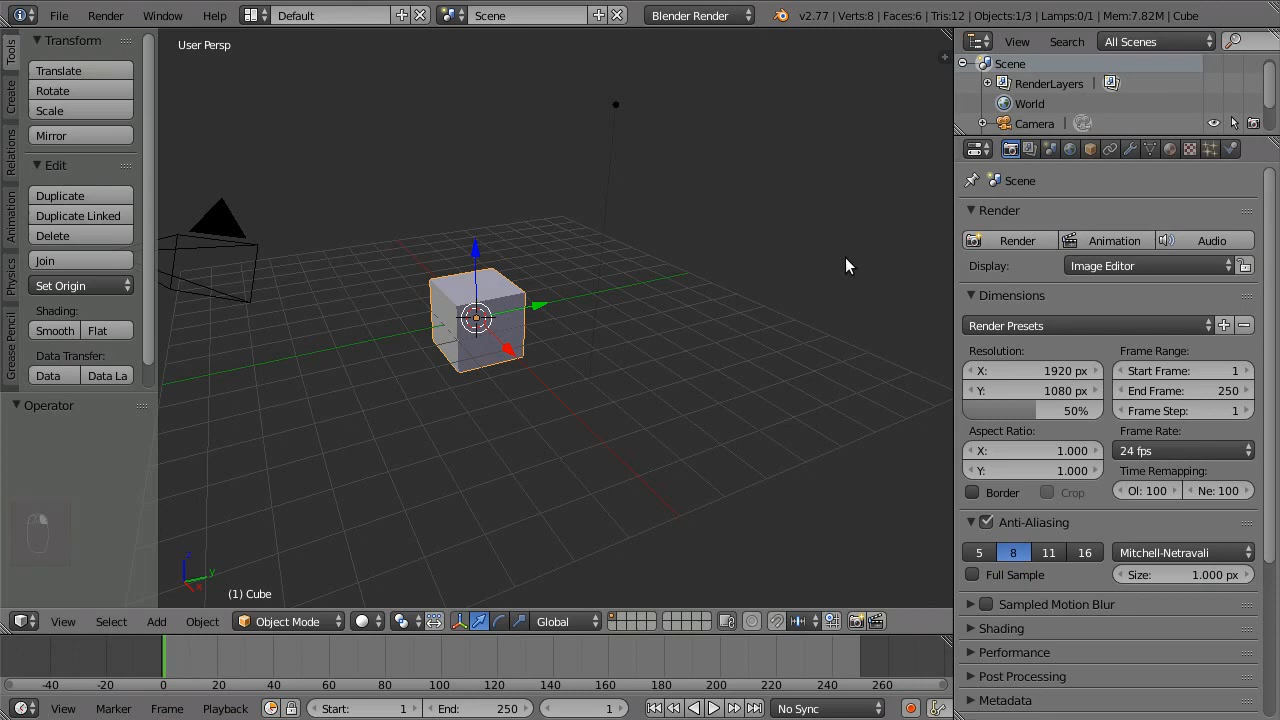 File Render Window Help Default Scene Blender Render v2.77 | Verts:8 | Faces:6 | Tris:12 | Objects:1/3 | Lamps:0/1 | Mem:7.82M | Cube
Tools
Create
Relations
Animation
Physics
Grease Pencil
Transform
Translate
Rotate
Scale
Mirror
Edit
Duplicate
Duplicate Linked
Delete
Join
Set Origin
Shading:
Smooth Flat
Data Transfer:
Data Data La
Operator
User Persp
z
y
x
(1) Cube
View Select Add Object Object Mode Global
-40 -20 0 20 40 60 80 100 120 140 160 180 200 220 240 260
View Marker Frame Playback Start: 1 End: 250 1 No Sync
View Search All Scenes
Scene
RenderLayers |
World
Camera |
Scene
Render
Render Animation Audio
Display: Image Editor
Dimensions
Render Presets
Resolution: Frame Range:
X: 1920 px Start Frame: 1
Y: 1080 px End Frame: 250
50% Frame Step: 1
Aspect Ratio: Frame Rate:
X: 1.000 24 fps
Y: 1.000 Time Remapping:
Border Crop Ol: 100 Ne: 100
Anti-Aliasing
5 8 11 16 Mitchell-Netravali
Full Sample Size: 1.000 px
Sampled Motion Blur
Shading
Performance
Post Processing
Metadata